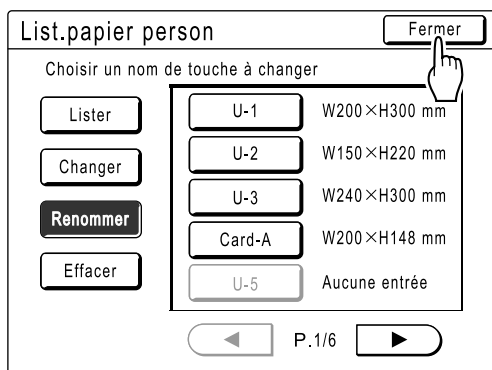 List.papier person
Fermer
Choisir un nom de touche à changer
Lister
U-1 W200×H300 mm
Changer
U-2 W150×H220 mm
U-3 W240×H300 mm
Renommer
Card-A W200×H148 mm
Effacer
U-5 Aucune entrée
◄ P.1/6 ►